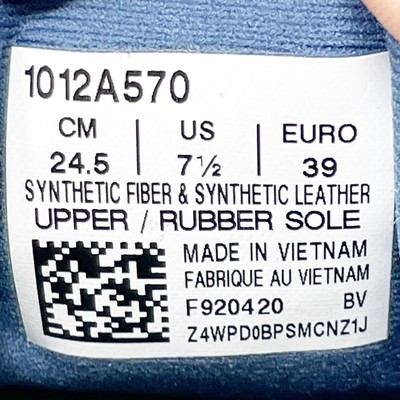 1012A570
CM | US | EURO
24.5 | 7½ | 39
SYNTHETIC FIBER & SYNTHETIC LEATHER
UPPER / RUBBER SOLE
MADE IN VIETNAM
FABRIQUE AU VIETNAM
F920420 BV
Z4WPD0BPSMCNZ1J